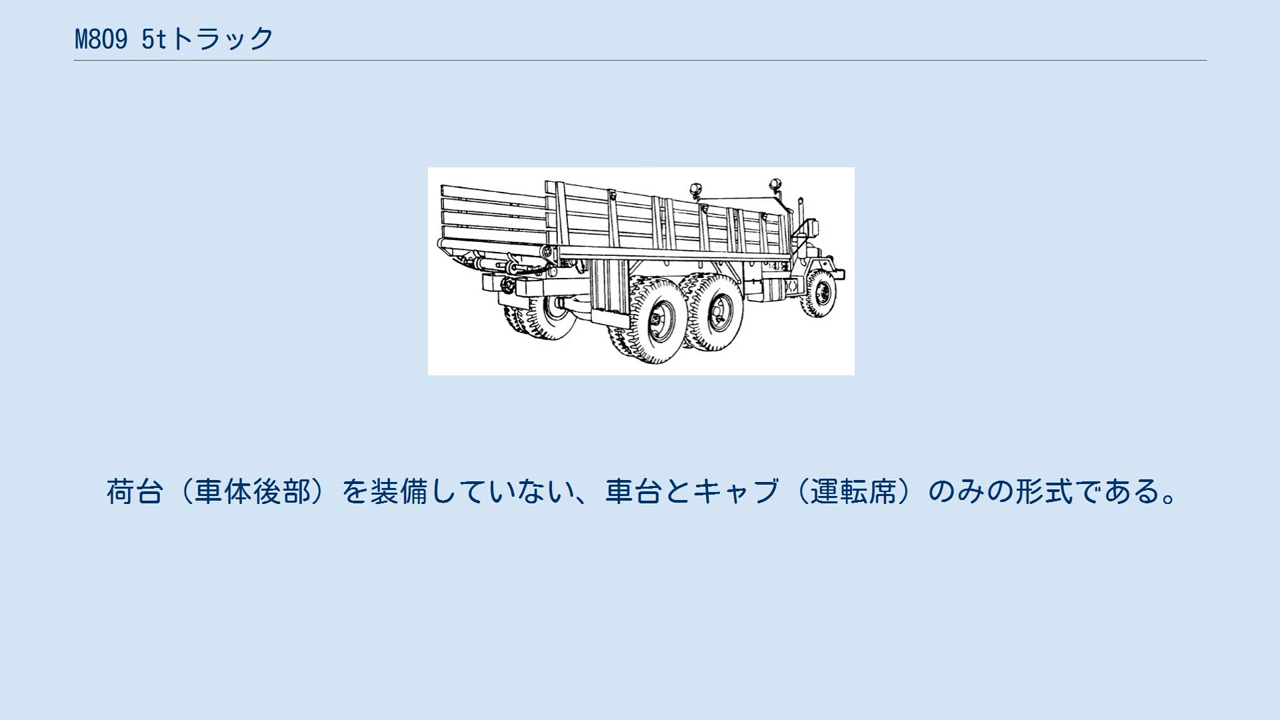 M809 5tトラック
荷台（車体後部）を装備していない、車台とキャブ（運転席）のみの形式である。